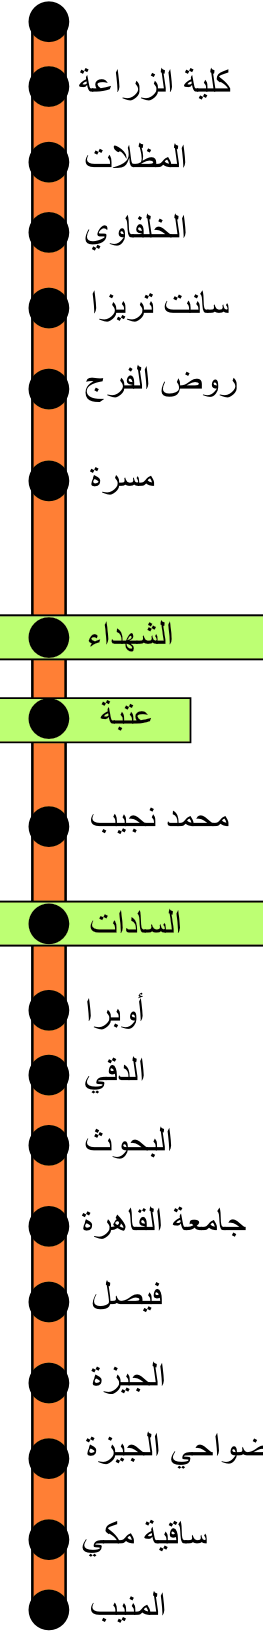 كلية الزراعة
المظلات
الخلفاوي
سانت تريزا
روض الفرج
مسرة
الشهداء
عتبة
محمد نجيب
السادات
أوبرا
الدقي
البحوث
جامعة القاهرة
فيصل
الجيزة
ضواحي الجيزة
ساقية مكي
المنيب